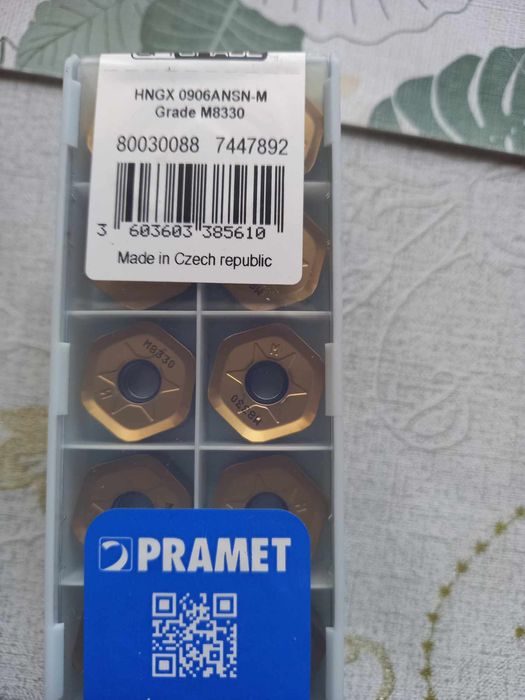 HNGX 0906ANSN-M
Grade M8330
80030088 7447892
3 603603 385610
Made in Czech republic
M8330
M
M
M8330
PRAMET